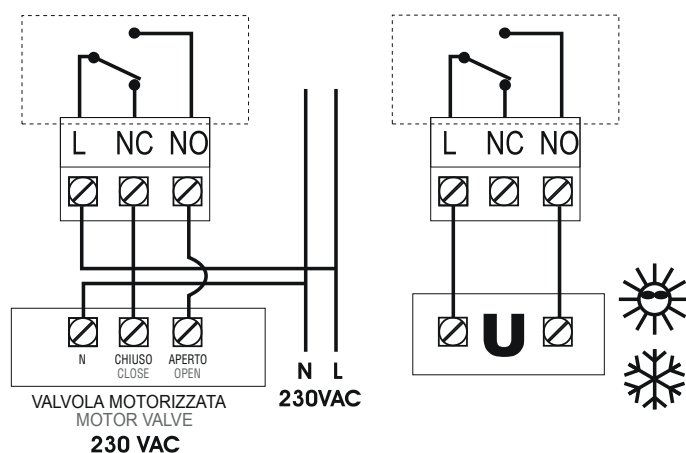 L NC NO
N CHIUSO APERTO
CLOSE OPEN
VALVOLA MOTORIZZATA
MOTOR VALVE
230 VAC
N L
230VAC
L NC NO
U